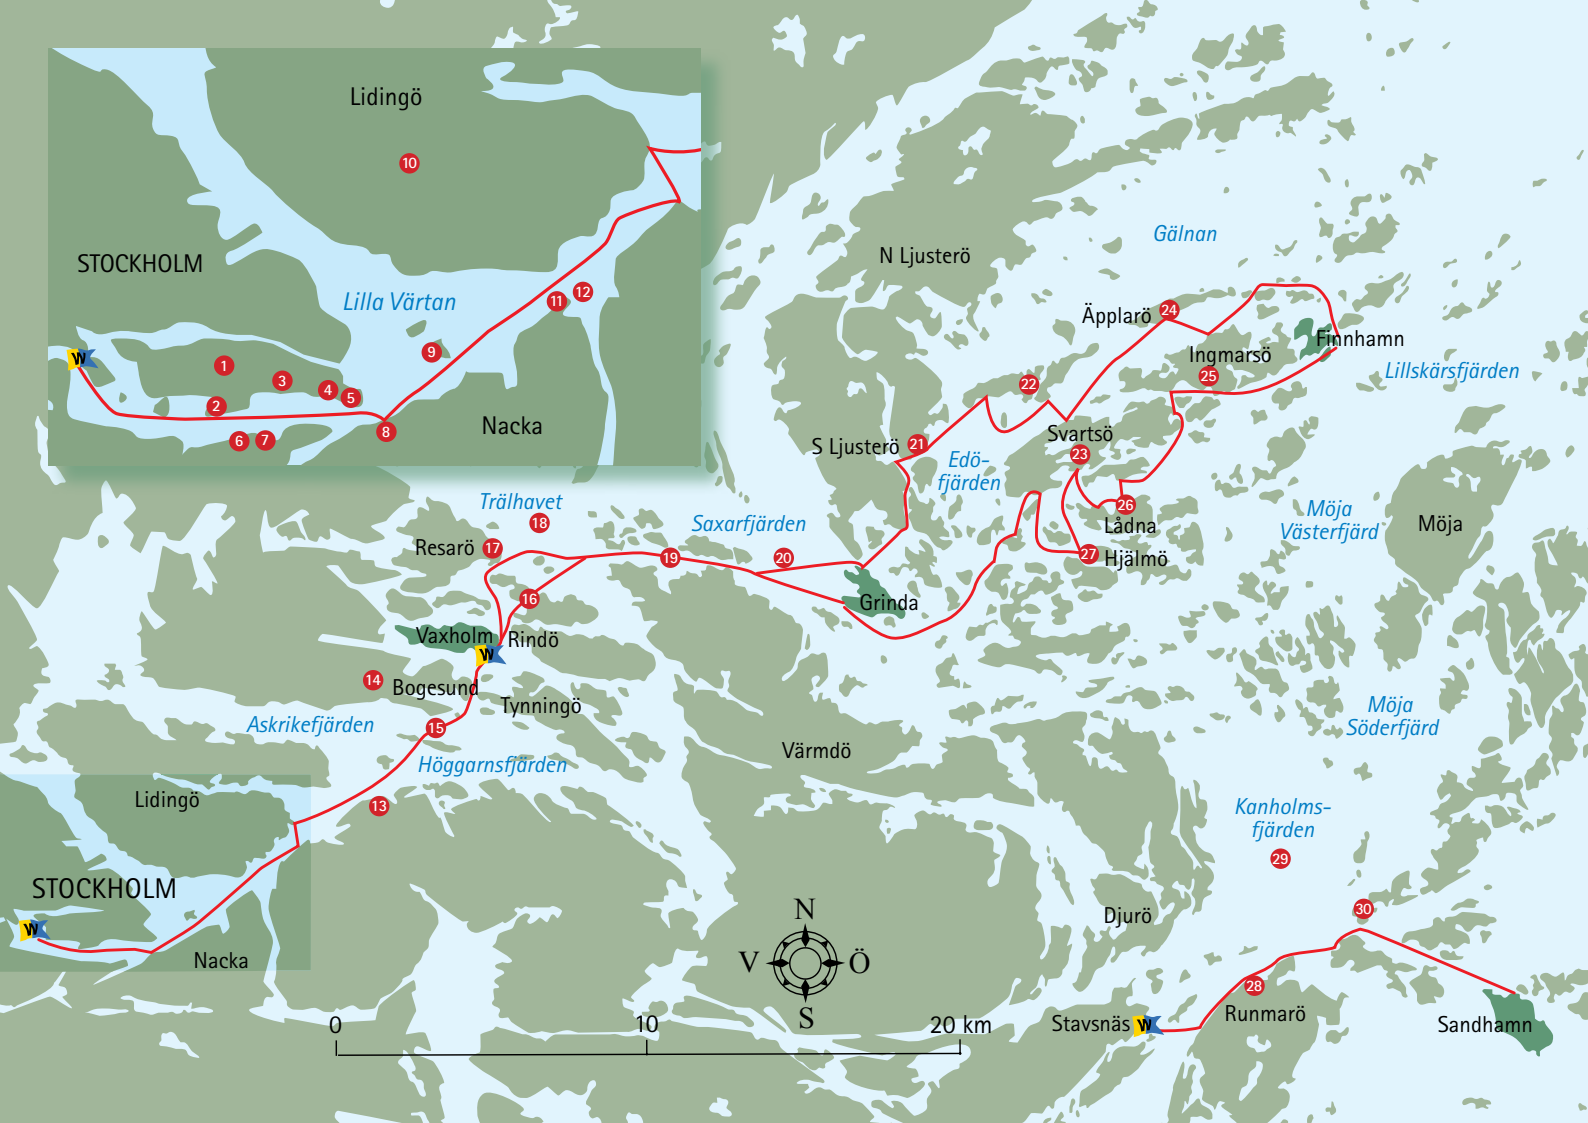 Lidingö
10
STOCKHOLM
Lilla Värtan
11
12
W
1
9
3
4
5
2
Nacka
8
6
7
Gälnan
N Ljusterö
Äpplarö
24
Finnhamn
Ingmarsö
25
Lillskärsfjärden
22
Svartsö
23
S Ljusterö
21
Edö-
fjärden
Trälhavet
18
Saxarfjärden
26
Lådna
Möja
Västerfjärd
Möja
Resarö
17
19
20
27
Hjälmö
16
Grinda
Vaxholm
Rindö
W
14
Bogesund
Tynningö
Askrikefjärden
15
Möja
Söderfjärd
Värmdö
Höggarnsfjärden
13
Lidingö
Kanholms-
fjärden
29
STOCKHOLM
W
Nacka
Djurö
30
N
V
Ö
S
28
Runmarö
Stavsnäs
W
Sandhamn
0
10
20 km